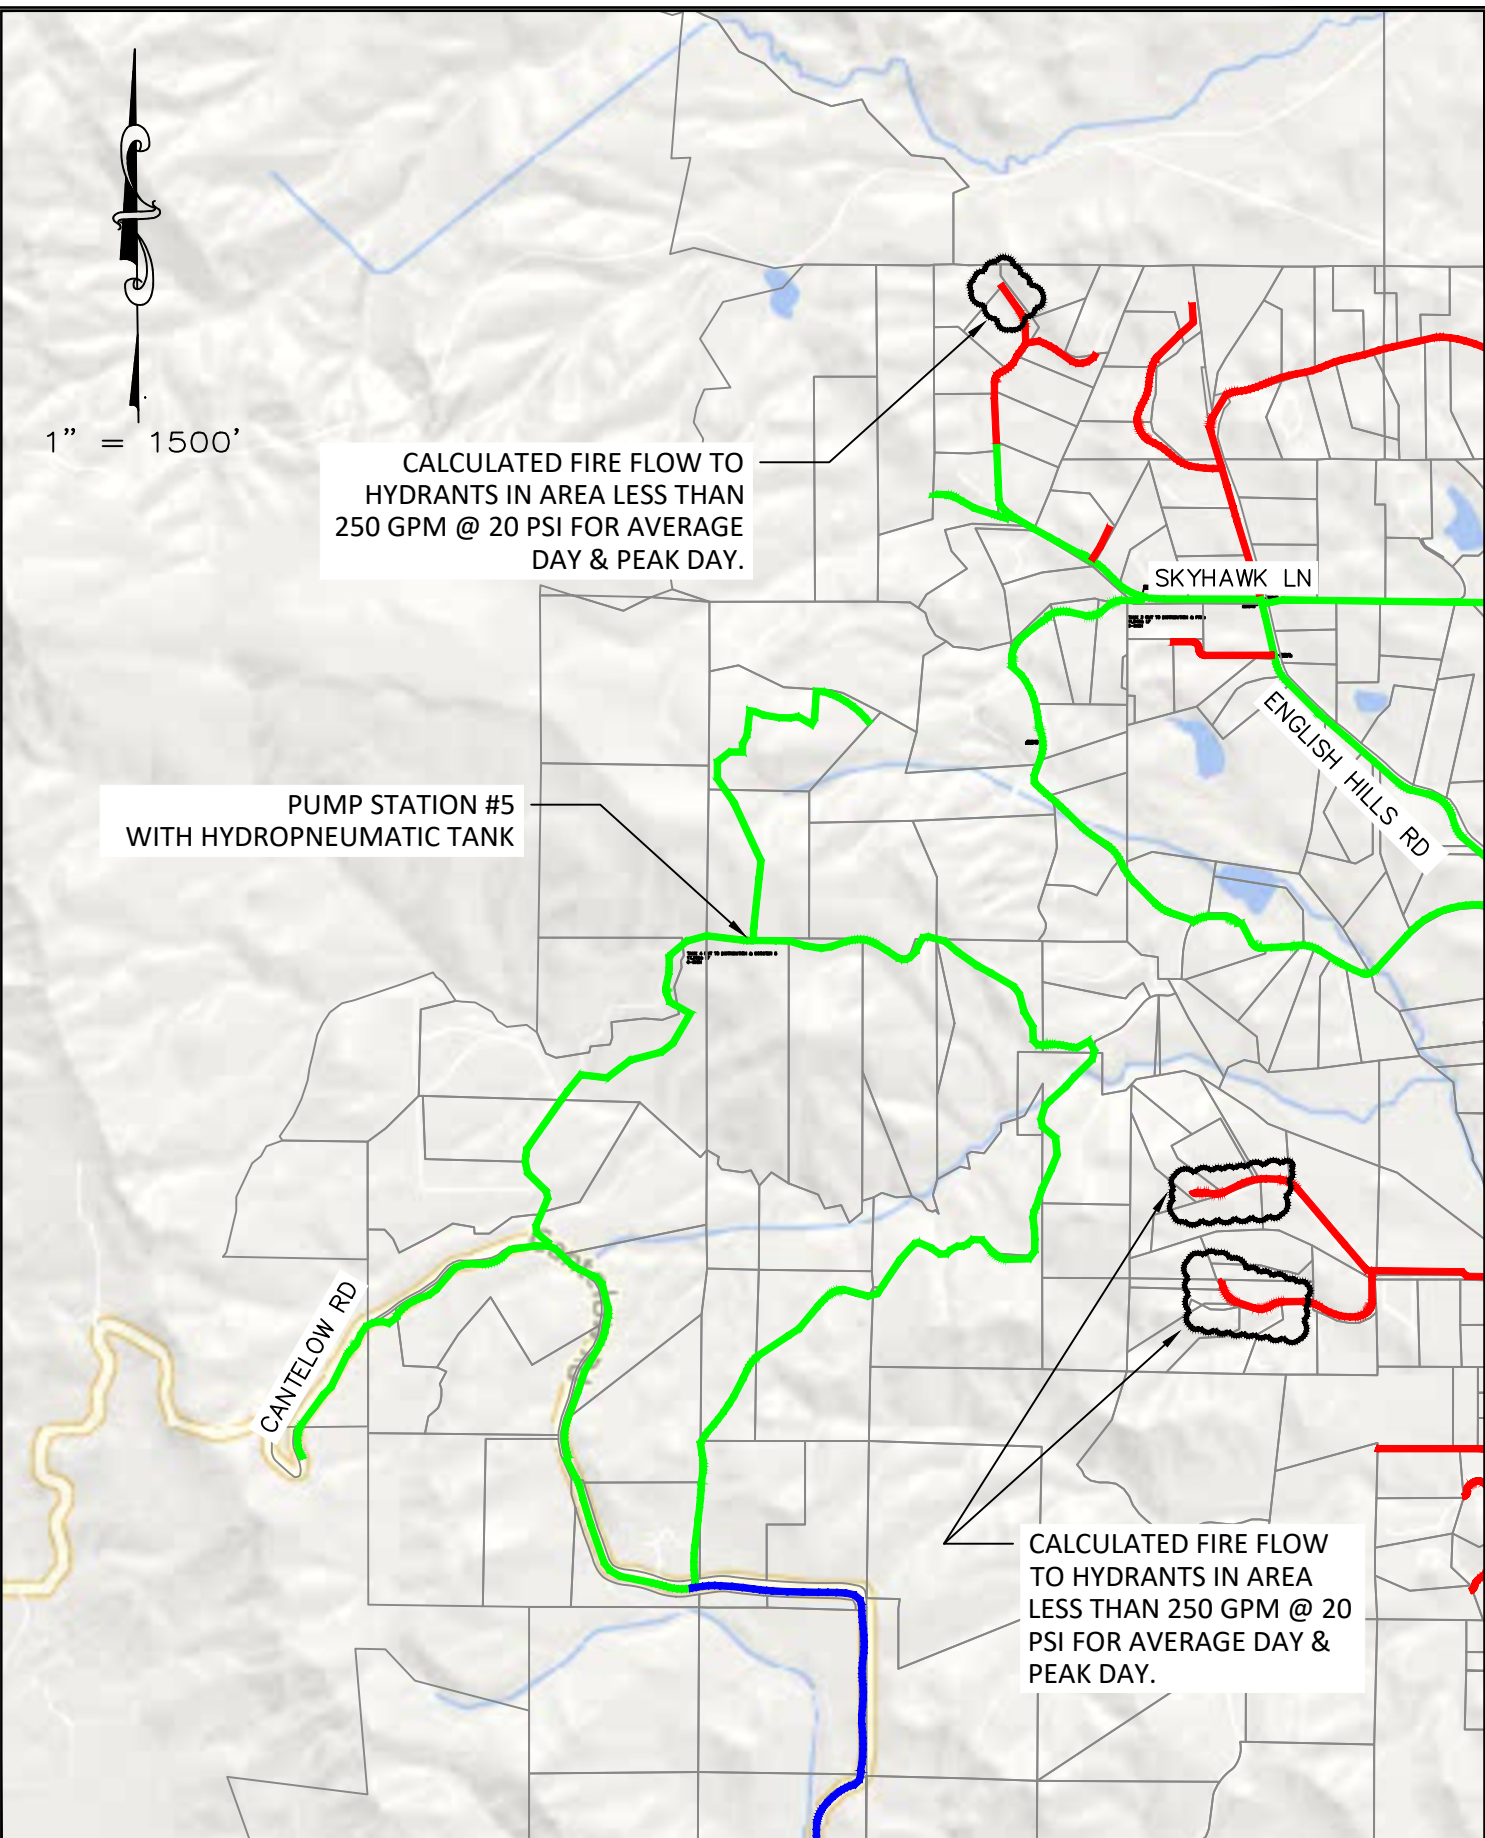 1” = 1500’
CALCULATED FIRE FLOW TO
HYDRANTS IN AREA LESS THAN
250 GPM @ 20 PSI FOR AVERAGE
DAY & PEAK DAY.
SKYHAWK LN
ENGLISH HILLS RD
PUMP STATION #5
WITH HYDROPNEUMATIC TANK
CANTELOW RD
CALCULATED FIRE FLOW
TO HYDRANTS IN AREA
LESS THAN 250 GPM @ 20
PSI FOR AVERAGE DAY &
PEAK DAY.